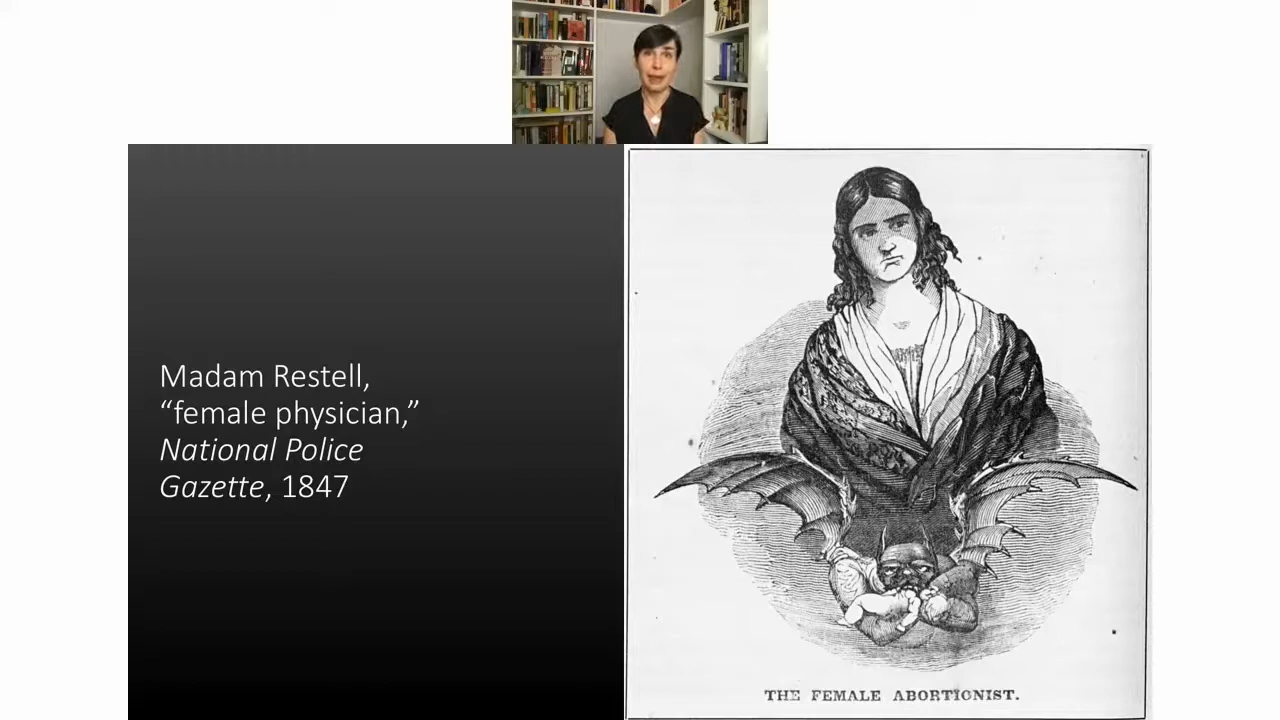 Madam Restell,
“female physician,”
National Police
Gazette, 1847
THE FEMALE ABORTIONIST.